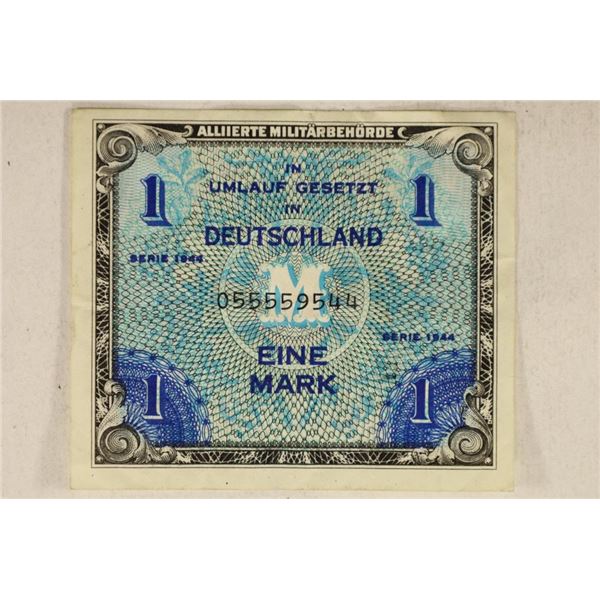 ALLIIERTE MILITÄRBEHÖRDE
1 IN 1
UMLAUF GESETZT
IN
DEUTSCHLAND
SERIE 1944
M
055559544
SERIE 1944
EINE
MARK
1 1